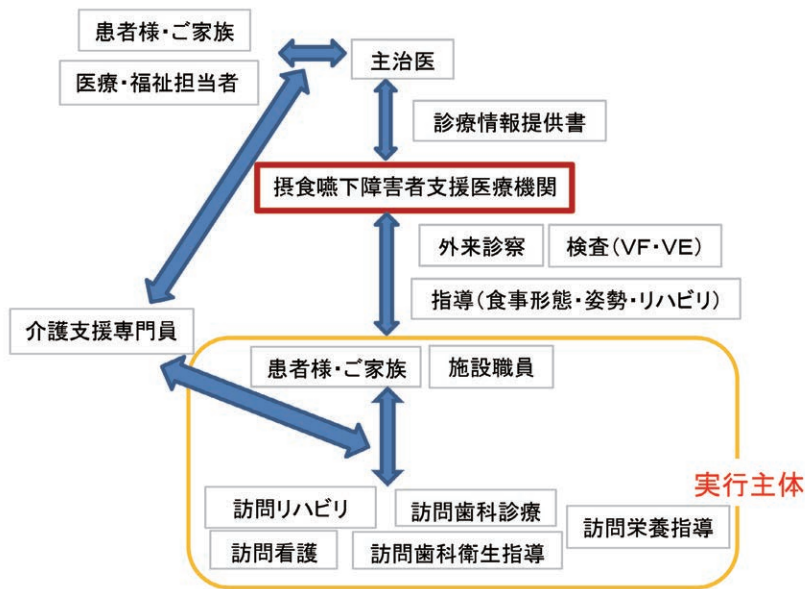 患者様・ご家族
主治医
医療・福祉担当者
診療情報提供書
摂食嚥下障害者支援医療機関
外来診察
検査（VF・VE）
指導（食事形態・姿勢・リハビリ）
介護支援専門員
患者様・ご家族
施設職員
実行主体
訪問リハビリ
訪問歯科診療
訪問栄養指導
訪問看護
訪問歯科衛生指導